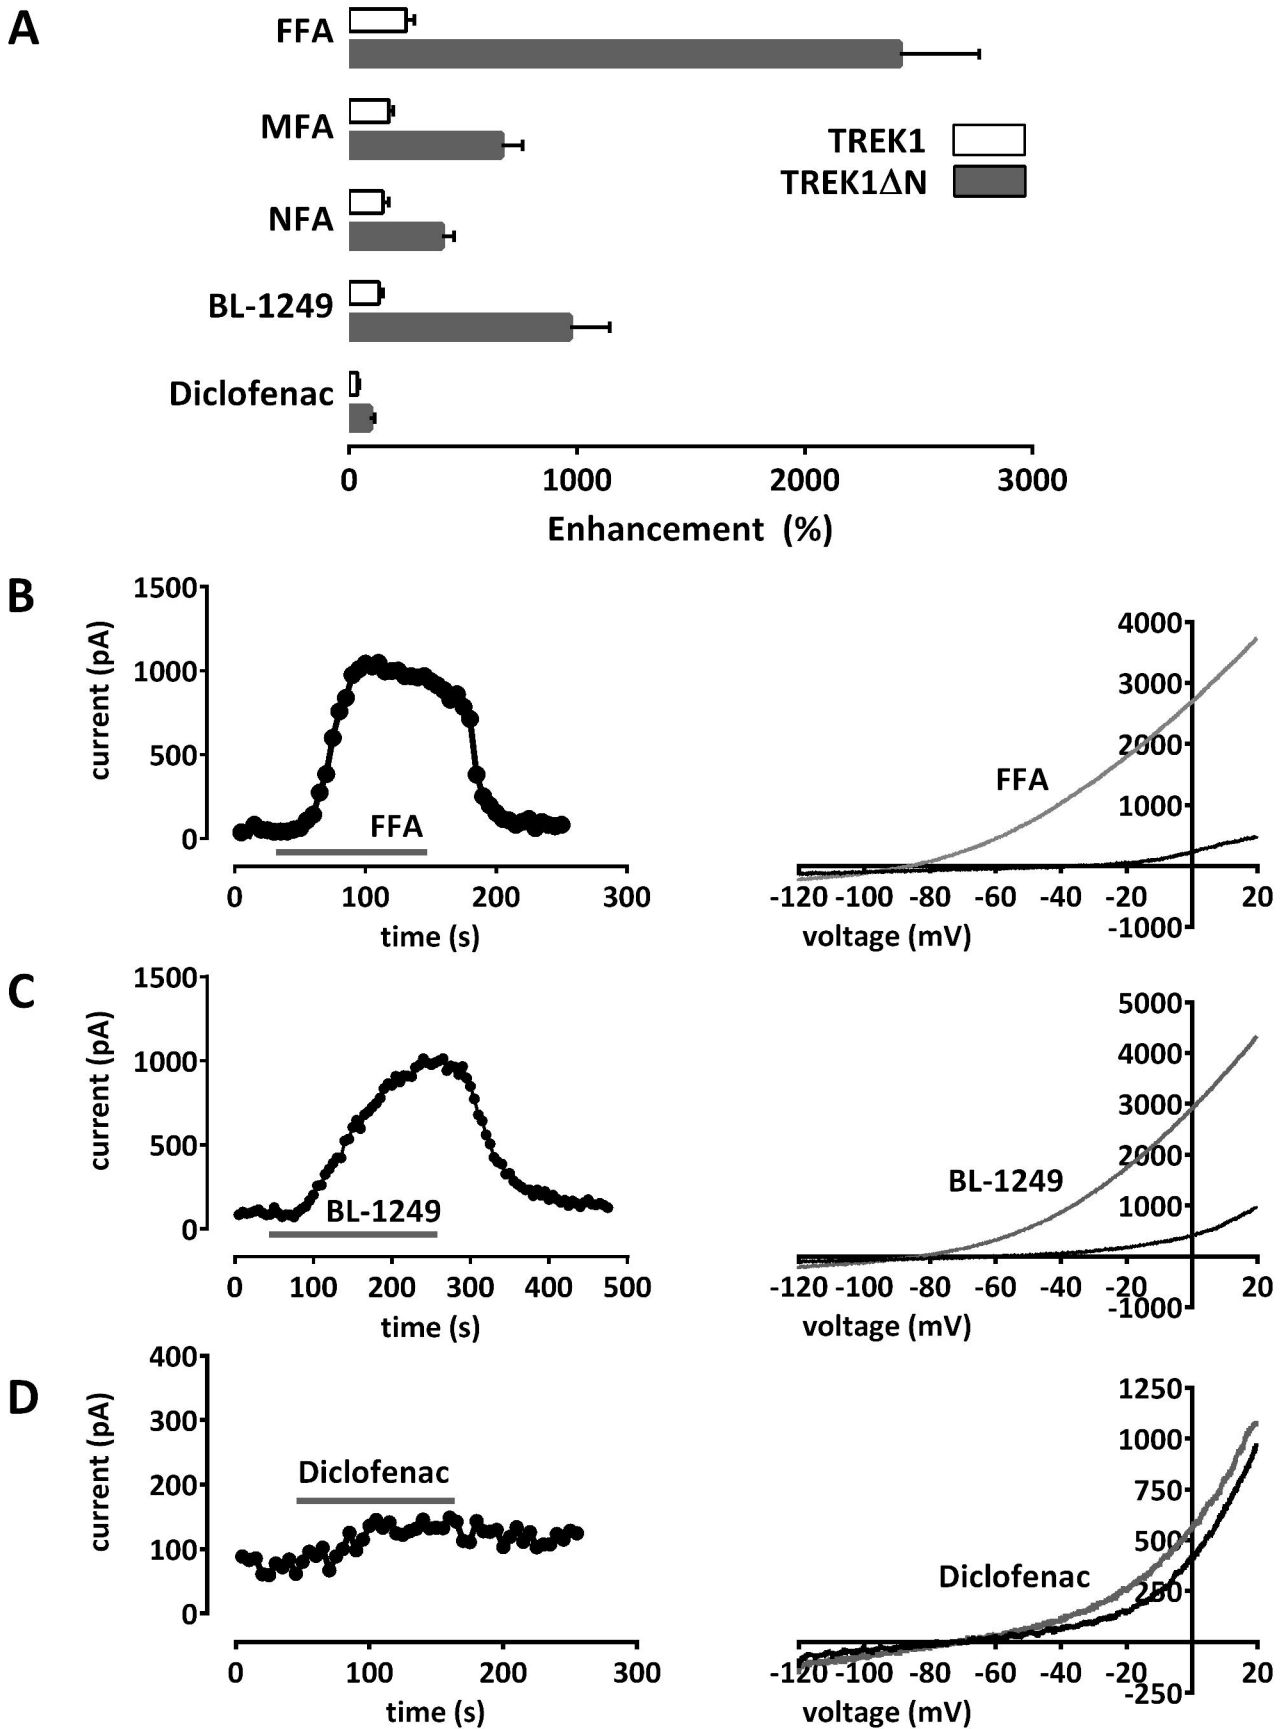 A
FFA
MFA
NFA
BL-1249
Diclofenac
TREK1
TREK1ΔN
0 1000 2000 3000
Enhancement (%)
B
current (pA)
1500
1000
500
0
FFA
0 100 200 300
time (s)
4000
3000
2000
1000
-1000
FFA
-120 -100 -80 -60 -40 -20 20
voltage (mV)
C
current (pA)
1500
1000
500
0
BL-1249
0 100 200 300 400 500
time (s)
5000
4000
3000
2000
1000
-1000
BL-1249
-120 -100 -80 -60 -40 -20 20
voltage (mV)
D
current (pA)
400
300
200
100
0
Diclofenac
0 100 200 300
time (s)
1250
1000
750
500
250
-250
Diclofenac
-120 -100 -80 -60 -40 -20 20
voltage (mV)